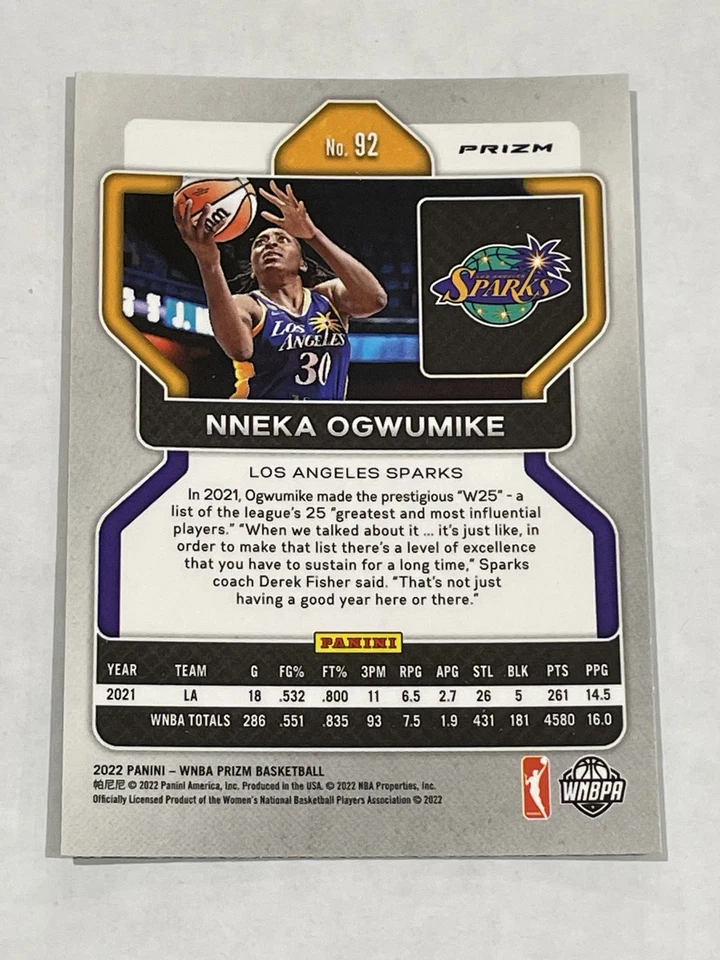 No. 92
PRIZM
LOS ANGELES
SPARKS
LOS
ANGELES
30
NNEKA OGWUMIKE
LOS ANGELES SPARKS
In 2021, Ogwumike made the prestigious "W25" - a
list of the league's 25 "greatest and most influential
players." "When we talked about it ... it's just like, in
order to make that list there's a level of excellence
that you have to sustain for a long time," Sparks
coach Derek Fisher said. "That's not just
having a good year here or there."
PANINI
YEAR TEAM G FG% FT% 3PM RPG APG STL BLK PTS PPG
2021 LA 18 .532 .800 11 6.5 2.7 26 5 261 14.5
WNBA TOTALS 286 .551 .835 93 7.5 1.9 431 181 4580 16.0
2022 PANINI – WNBA PRIZM BASKETBALL
帕尼尼 © 2022 Panini America, Inc. Produced in the USA. © 2022 NBA Properties, Inc.
Officially Licensed Product of the Women's National Basketball Players Association © 2022
WNBPA